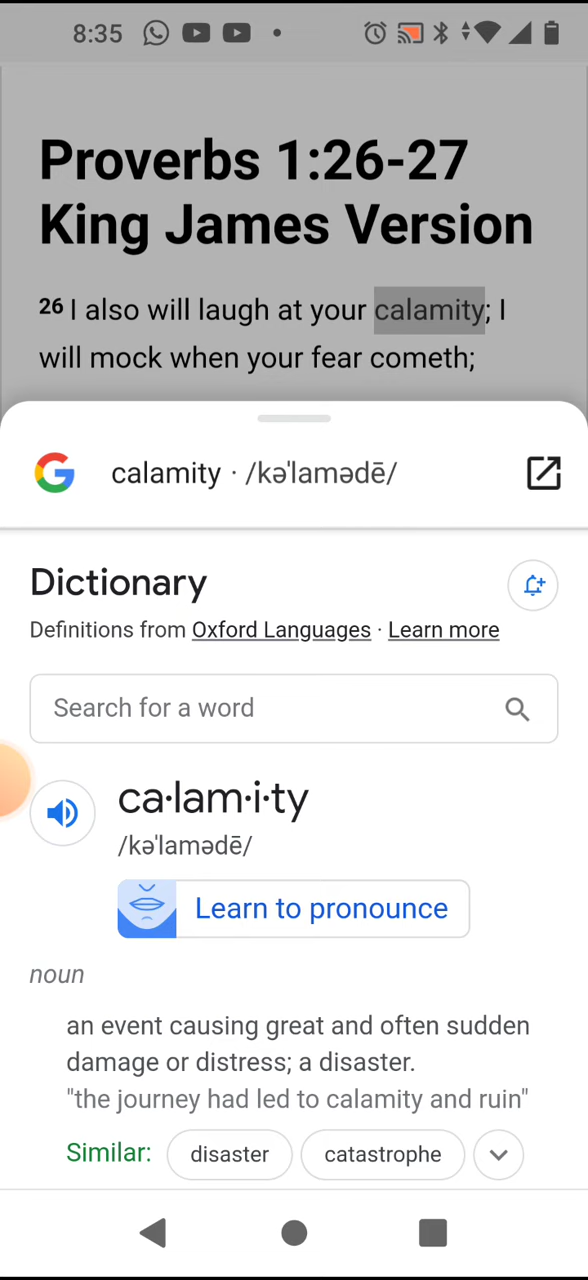 8:35
Proverbs 1:26-27
King James Version
26 I also will laugh at your calamity; I
will mock when your fear cometh;
calamity · /kəˈlamədē/
Dictionary
Definitions from Oxford Languages · Learn more
Search for a word
ca·lam·i·ty
/kəˈlamədē/
Learn to pronounce
noun
an event causing great and often sudden
damage or distress; a disaster.
"the journey had led to calamity and ruin"
Similar: disaster catastrophe